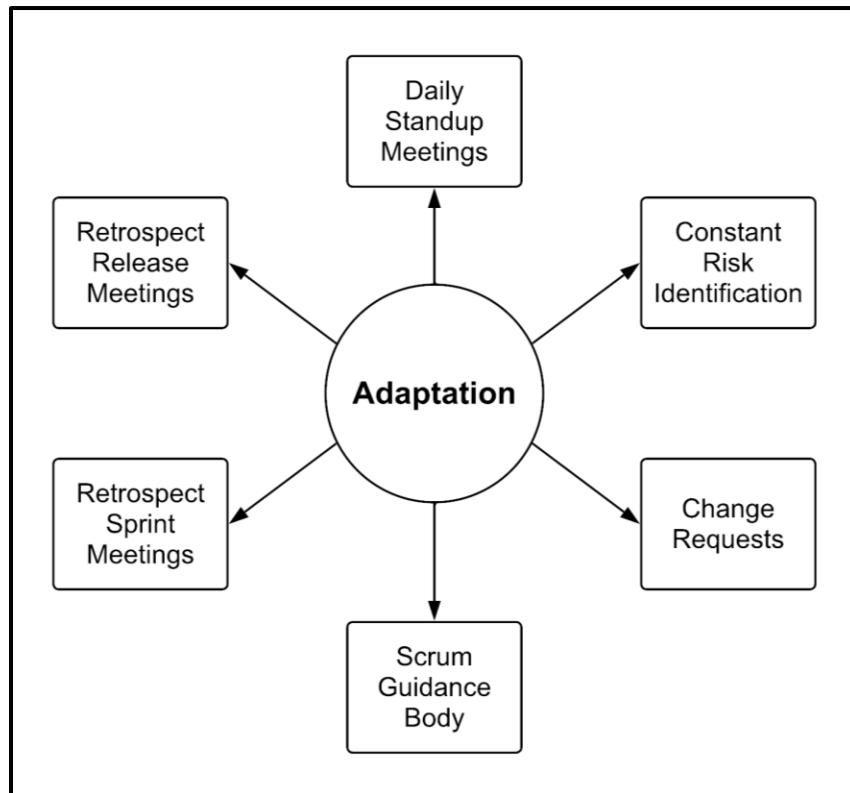 Daily
Standup
Meetings
Retrospect
Release
Meetings
Constant
Risk
Identification
Adaptation
Retrospect
Sprint
Meetings
Change
Requests
Scrum
Guidance
Body